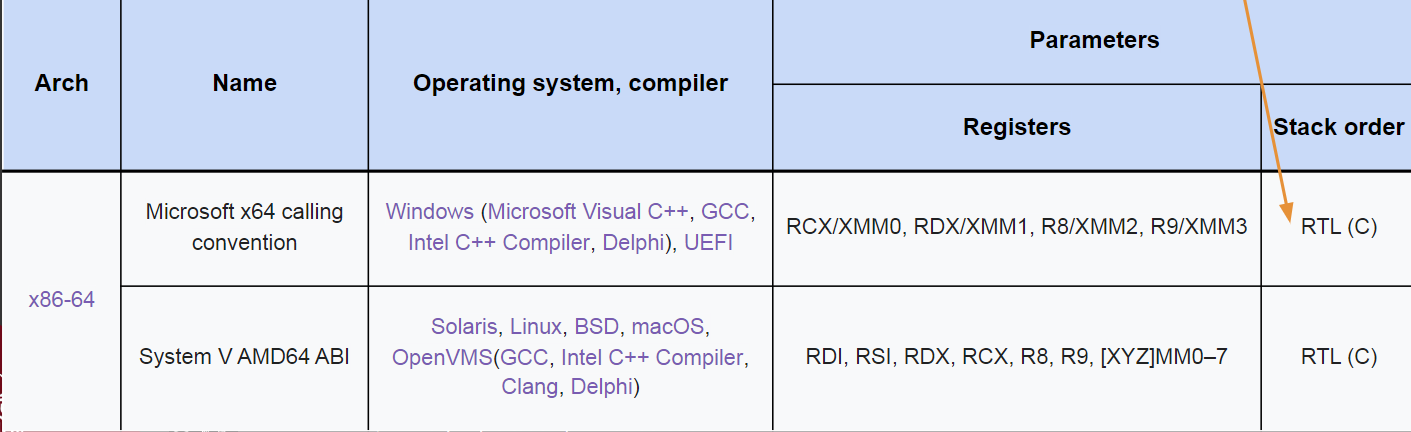 Parameters
Arch
Name
Operating system, compiler
Registers
Stack order
x86-64
Microsoft x64 calling
convention
Windows (Microsoft Visual C++, GCC,
Intel C++ Compiler, Delphi), UEFI
RCX/XMM0, RDX/XMM1, R8/XMM2, R9/XMM3
RTL (C)
System V AMD64 ABI
Solaris, Linux, BSD, macOS,
OpenVMS(GCC, Intel C++ Compiler,
Clang, Delphi)
RDI, RSI, RDX, RCX, R8, R9, [XYZ]MM0–7
RTL (C)